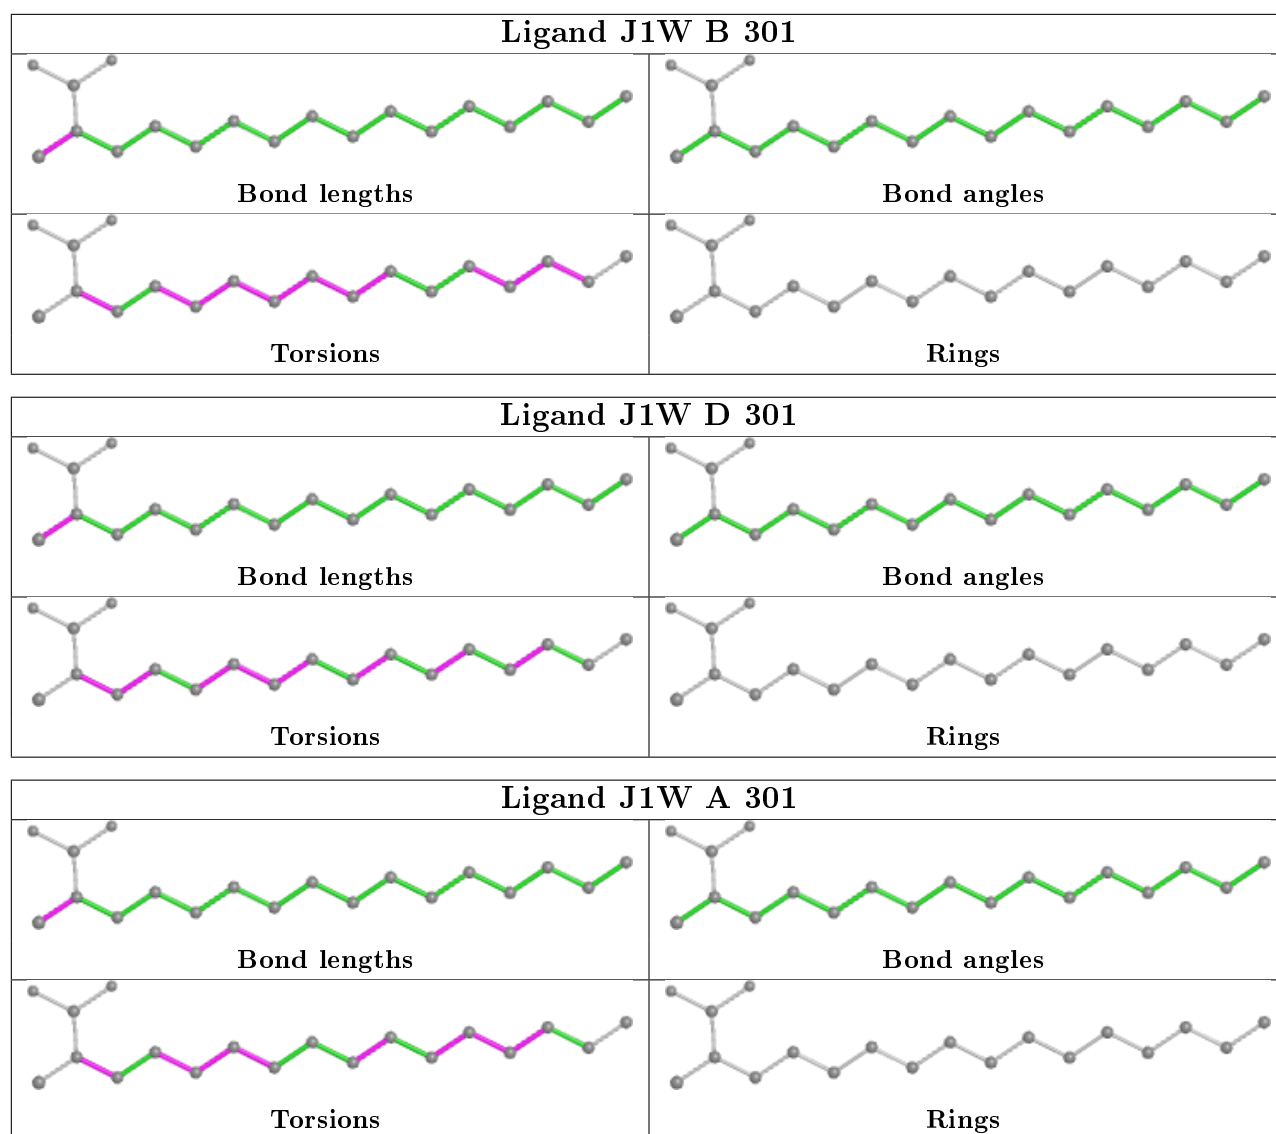 Ligand J1W B 301
Bond lengths
Bond angles
Torsions
Rings
Ligand J1W D 301
Bond lengths
Bond angles
Torsions
Rings
Ligand J1W A 301
Bond lengths
Bond angles
Torsions
Rings